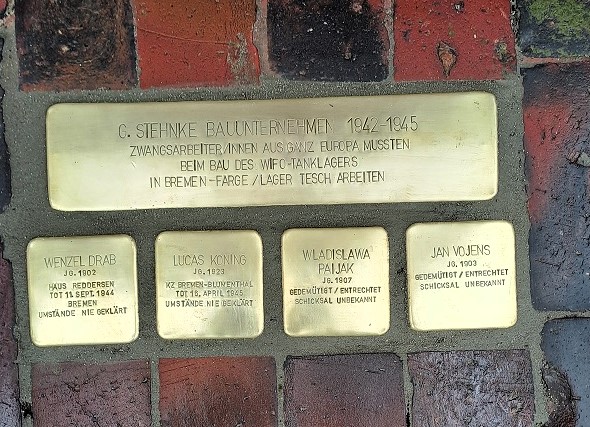 C. STEHNKE BAUUNTERNEHMEN 1942-1945
ZWANGSARBEITER/INNEN AUS GANZ EUROPA MUSSTEN
BEIM BAU DES WIFO-TANKLAGERS
IN BREMEN-FARGE/LAGER TESCH ARBEITEN
WENZEL DRAB
JG. 1902
HAUS REDDERSEN
TOT 11. SEPT. 1944
BREMEN
UMSTÄNDE NIE GEKLÄRT
LUCAS KONING
JG. 1923
KZ BREMEN-BLUMENTHAL
TOT 16. APRIL 1945
UMSTÄNDE NIE GEKLÄRT
WLADISLAWA
PAIJAK
JG. 1907
GEDEMÜTIGT/ENTRECHTET
SCHICKSAL UNBEKANNT
JAN VOJENS
JG. 1903
GEDEMÜTIGT/ENTRECHTET
SCHICKSAL UNBEKANNT